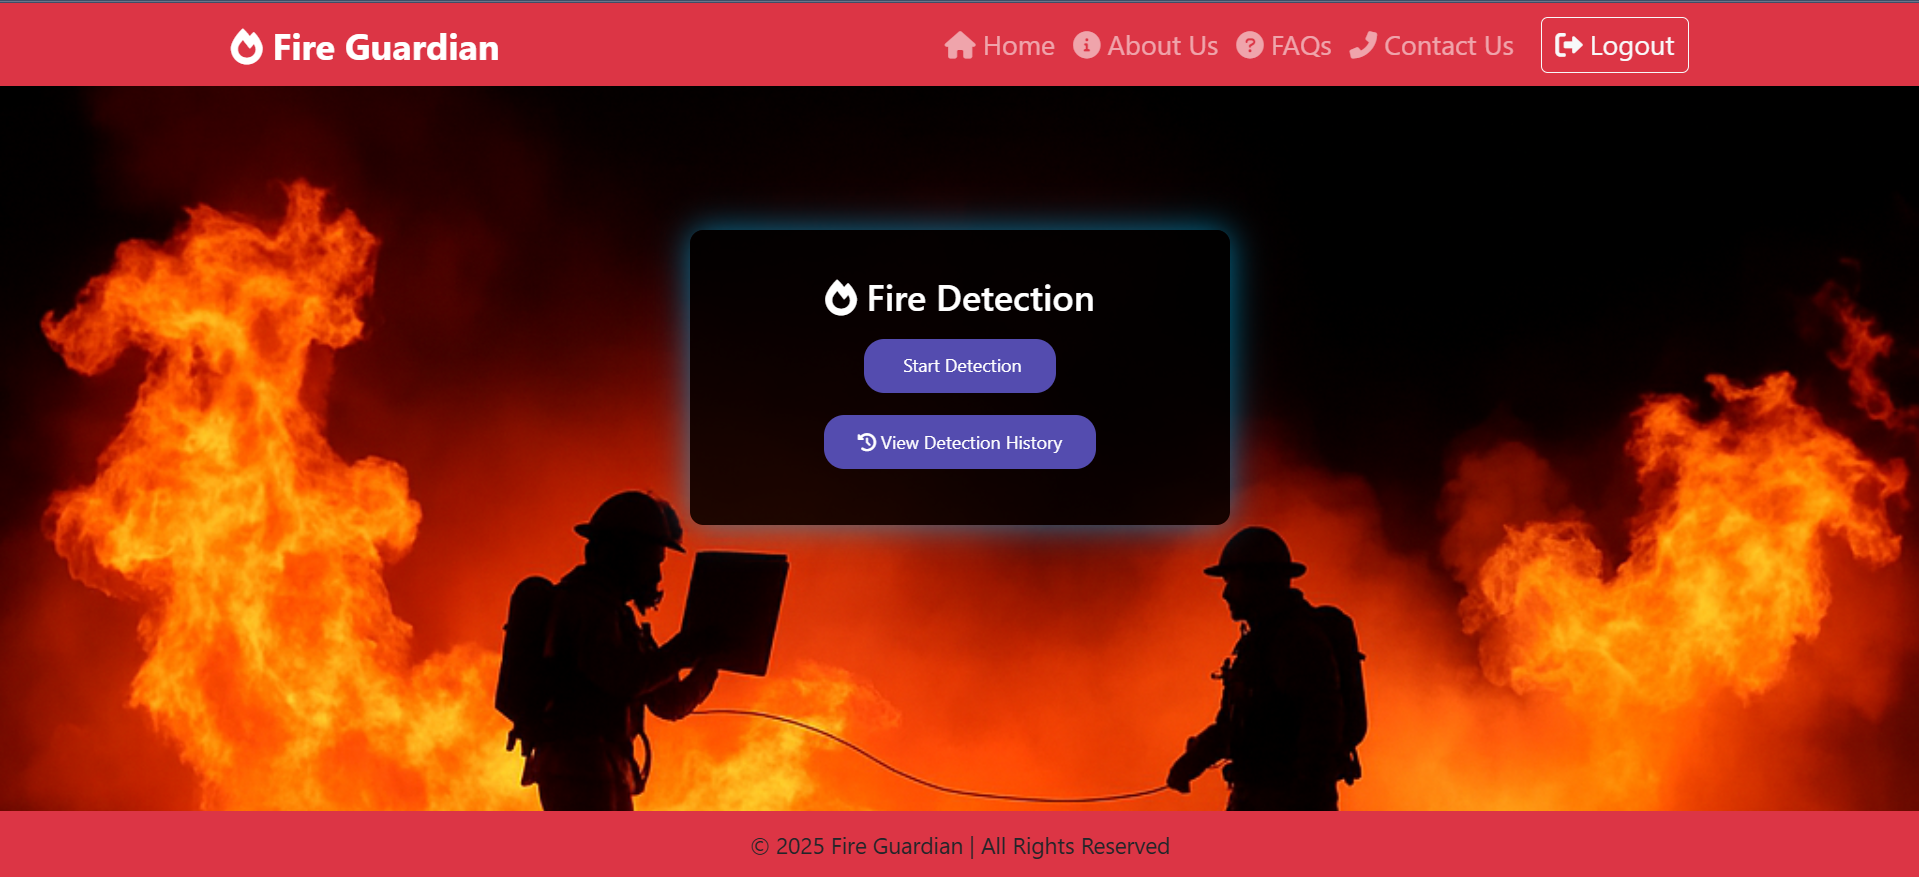 Fire Guardian
Home About Us FAQs Contact Us Logout
Fire Detection
Start Detection
View Detection History
© 2025 Fire Guardian | All Rights Reserved